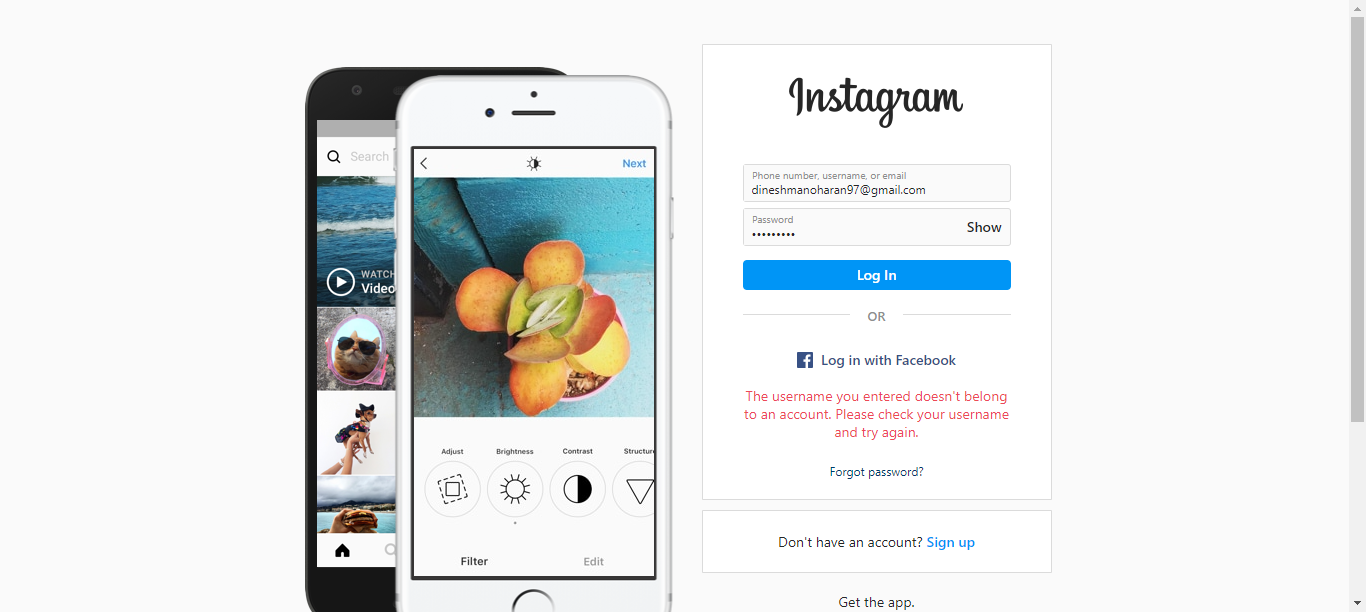 Search
WATCH
Video
Next
Adjust
Brightness
Contrast
Structure
Filter
Edit
Instagram
Phone number, username, or email
dineshmanoharan97@gmail.com
Password
•••••••••
Show
Log In
OR
Log in with Facebook
The username you entered doesn't belong
to an account. Please check your username
and try again.
Forgot password?
Don't have an account? Sign up
Get the app.